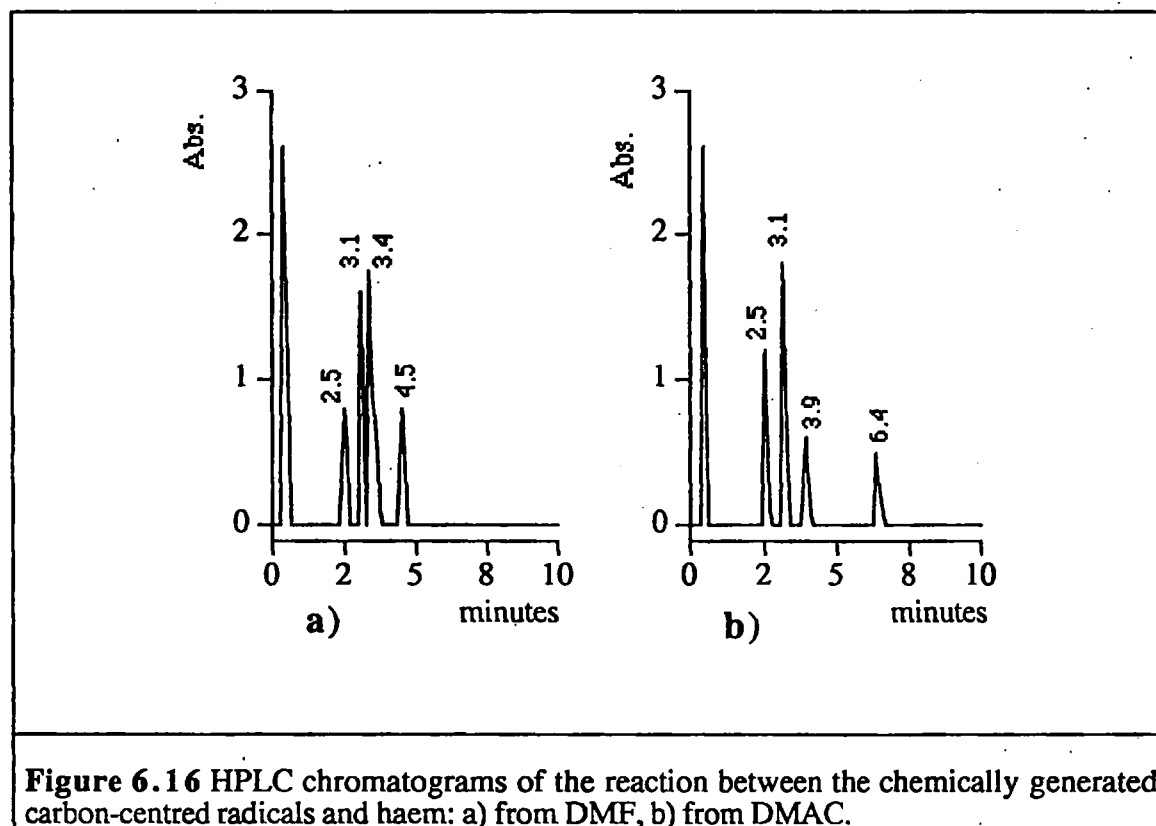 3
2
1
0
Abs.
2.5
3.1
3.4
4.5
0 2 5 8 10
minutes
a)
3
2
1
0
Abs.
2.5
3.1
3.9
6.4
0 2 5 8 10
minutes
b)
Figure 6.16 HPLC chromatograms of the reaction between the chemically generated
carbon-centred radicals and haem: a) from DMF, b) from DMAC.